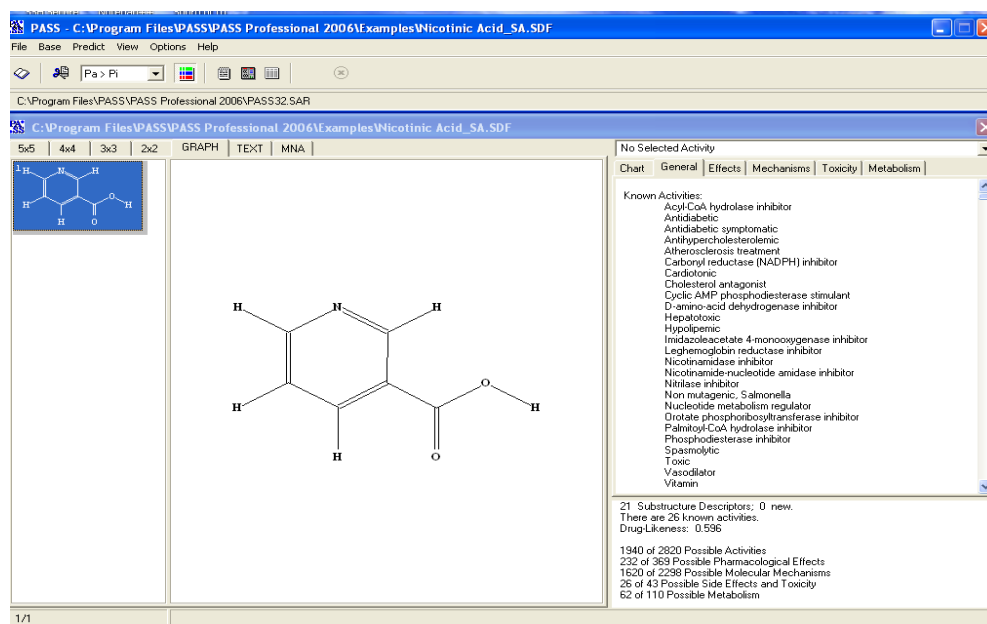 PASS - C:\Program Files\PASS\PASS Professional 2006\Examples\Nicotinic Acid_SA.SDF
File Base Predict View Options Help
Pa > Pi
C:\Program Files\PASS\PASS Professional 2006\PASS32.SAR
C:\Program Files\PASS\PASS Professional 2006\Examples\Nicotinic Acid_SA.SDF
5x5 4x4 3x3 2x2 GRAPH TEXT MNA
No Selected Activity
Chart General Effects Mechanisms Toxicity Metabolism
1 H N H
H O H
H O
H N H
O
H H
H O
Known Activities:
Acyl-CoA hydrolase inhibitor
Antidiabetic
Antidiabetic symptomatic
Antihypercholesterolemic
Atherosclerosis treatment
Carbonyl reductase (NADPH) inhibitor
Cardiotonic
Cholesterol antagonist
Cyclic AMP phosphodiesterase stimulant
D-amino-acid dehydrogenase inhibitor
Hepatotoxic
Hypolipemic
Imidazoleacetate 4-monooxygenase inhibitor
Leghemoglobin reductase inhibitor
Nicotinamidase inhibitor
Nicotinamide-nucleotide amidase inhibitor
Nitrilase inhibitor
Non mutagenic, Salmonella
Nucleotide metabolism regulator
Orotate phosphoribosyltransferase inhibitor
Palmitoyl-CoA hydrolase inhibitor
Phosphodiesterase inhibitor
Spasmolytic
Toxic
Vasodilator
Vitamin
21 Substructure Descriptors; 0 new.
There are 26 known activities.
Drug-Likeness: 0.596
1940 of 2820 Possible Activities
232 of 369 Possible Pharmacological Effects
1620 of 2298 Possible Molecular Mechanisms
26 of 43 Possible Side Effects and Toxicity
62 of 110 Possible Metabolism
1/1